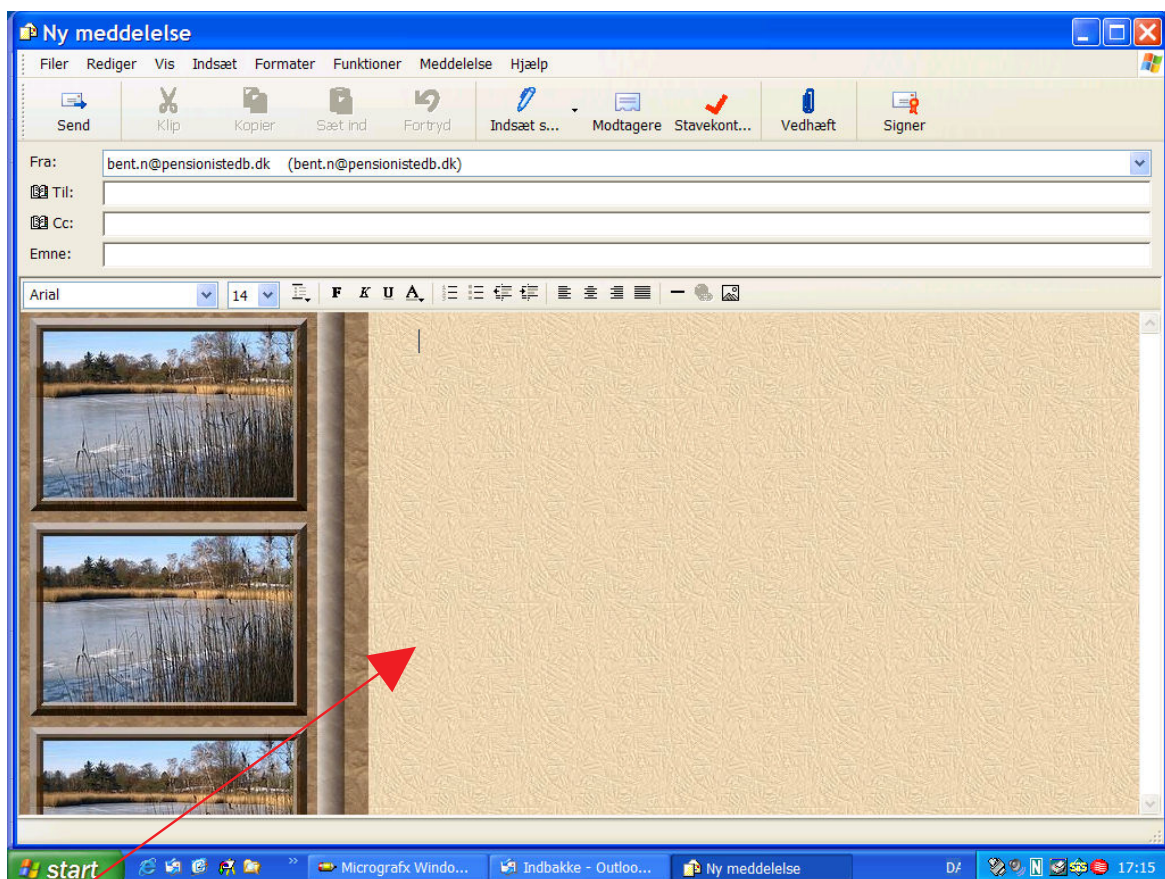 Ny meddelelse
Filer Rediger Vis Indsæt Formater Funktioner Meddelelse Hjælp
Send Klip Kopier Sæt ind Fortryd Indsæt s... Modtagere Stavekont... Vedhæft Signer
Fra: bent.n@pensionistedb.dk (bent.n@pensionistedb.dk)
Til:
Cc:
Emne:
Arial 14 F K U A
start » Micrografx Windo... Indbakke - Outloo... Ny meddelelse DA N 17:15